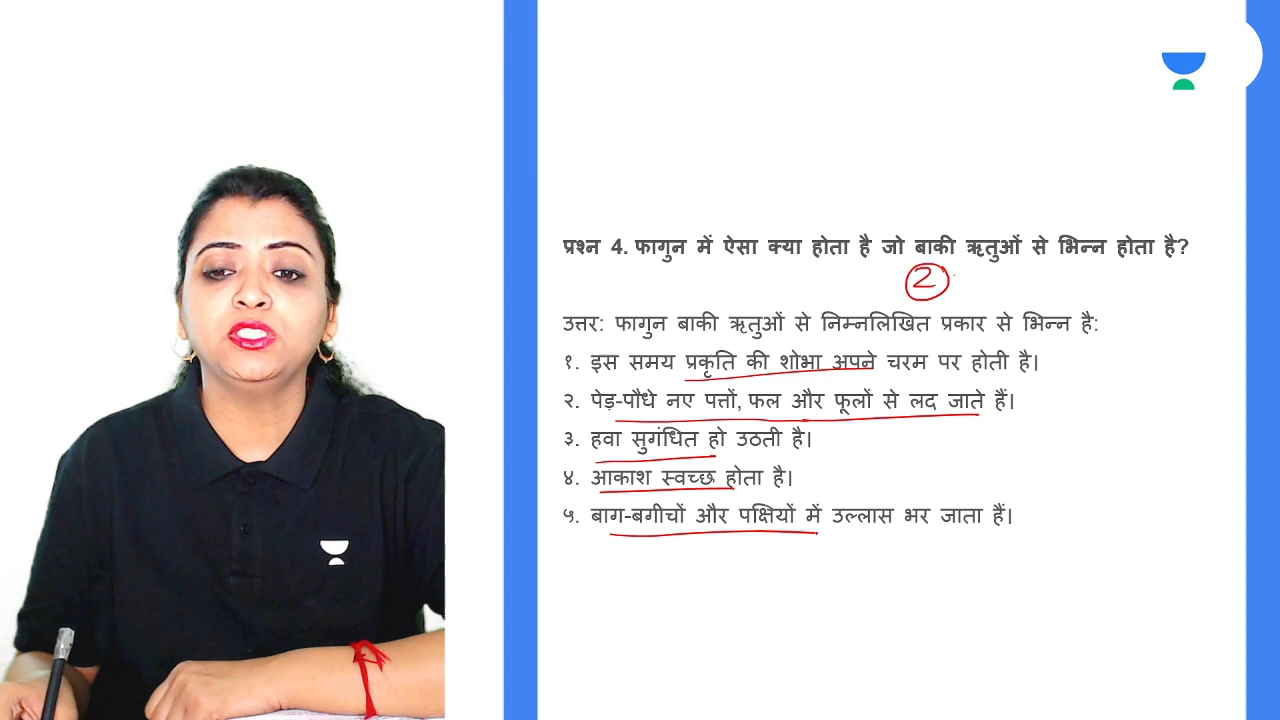 प्रश्न 4. फागुन में ऐसा क्या होता है जो बाकी ऋतुओं से भिन्न होता है?
2
उत्तर: फागुन बाकी ऋतुओं से निम्नलिखित प्रकार से भिन्न है:
१. इस समय प्रकृति की शोभा अपने चरम पर होती है।
२. पेड़-पौधे नए पत्तों, फल और फूलों से लद जाते हैं।
३. हवा सुगंधित हो उठती है।
४. आकाश स्वच्छ होता है।
५. बाग-बगीचों और पक्षियों में उल्लास भर जाता हैं।